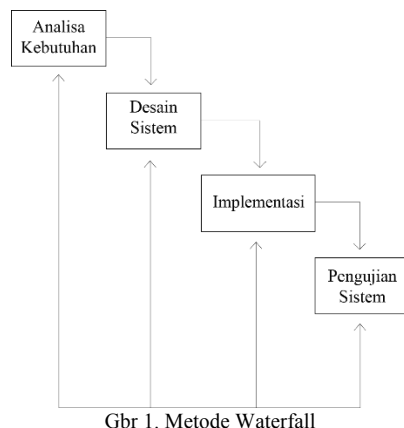 Analisa
Kebutuhan
Desain
Sistem
Implementasi
Pengujian
Sistem
Gbr 1. Metode Waterfall